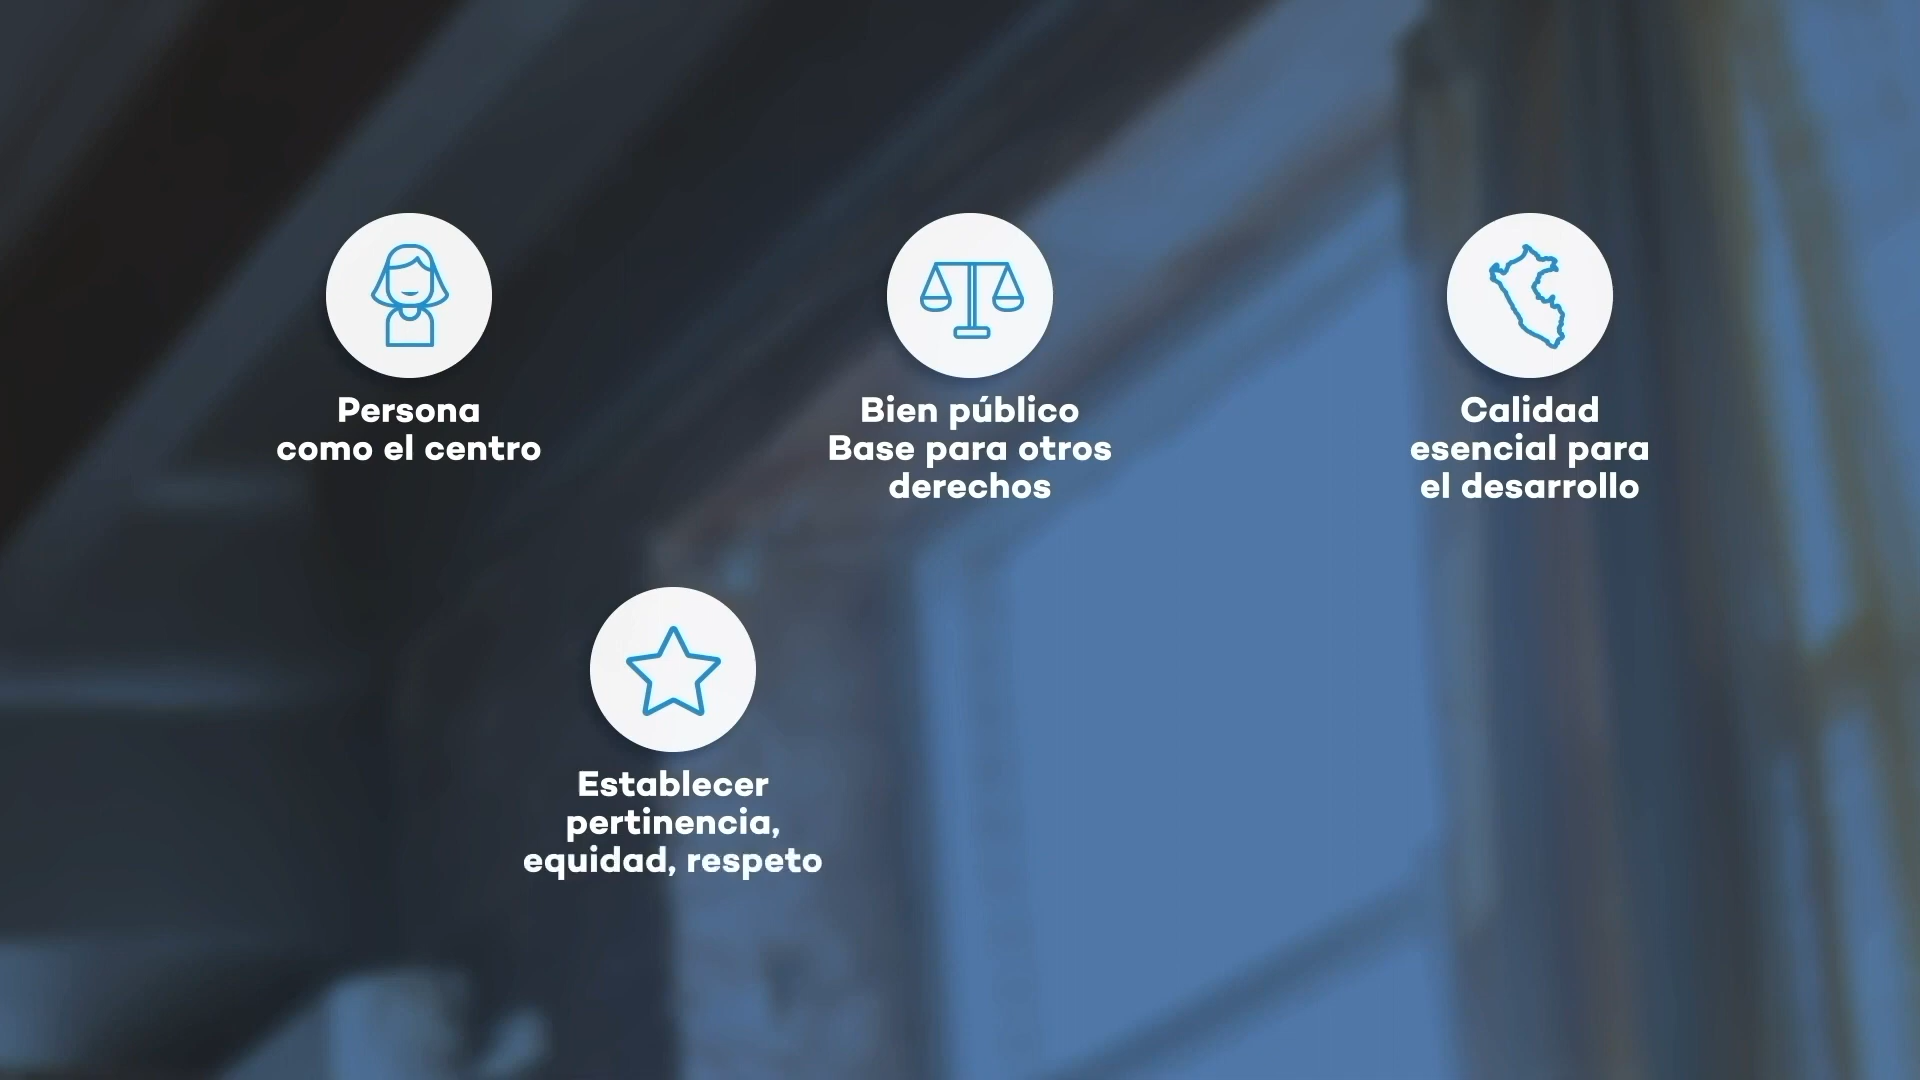 Persona
como el centro
Bien público
Base para otros
derechos
Calidad
esencial para
el desarrollo
Establecer
pertinencia,
equidad, respeto